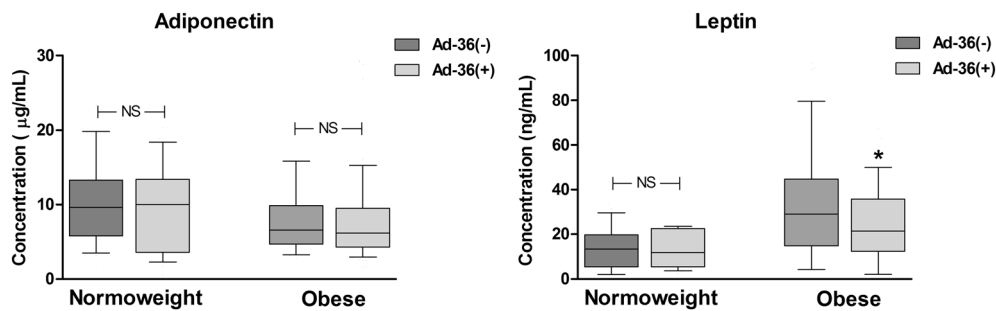 Adiponectin
Ad-36(-)
Ad-36(+)
Concentration ( μg/mL)
30
20
10
0
NS
NS
Normoweight
Obese
Leptin
Ad-36(-)
Ad-36(+)
Concentration (ng/mL)
100
80
60
40
20
0
NS
*
Normoweight
Obese